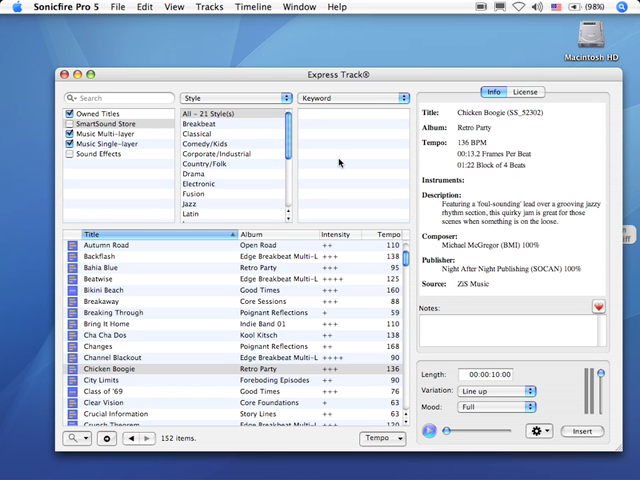 Sonicfire Pro 5 File Edit View Tracks Timeline Window Help (98%)
Macintosh HD
Express Track®
Search Style Keyword
Owned Titles
SmartSound Store
Music Multi-layer
Music Single-layer
Sound Effects
All - 21 Style(s)
Breakbeat
Classical
Comedy/Kids
Corporate/Industrial
Country/Folk
Drama
Electronic
Fusion
Jazz
Latin
Title Album Intensity Tempo
Autumn Road Open Road ++ 110
Backflash Edge Breakbeat Multi-L +++ 138
Bahia Blue Retro Party +++ 95
Beatwise Edge Breakbeat Multi-L ++++ 125
Bikini Beach Good Times +++ 160
Breakaway Core Sessions ++ 88
Breaking Through Poignant Reflections + 59
Bring It Home Indie Band 01 +++ 110
Cha Cha Dos Kool Kitsch ++ 138
Changes Poignant Reflections ++ 168
Channel Blackout Edge Breakbeat Multi-L ++++ 90
Chicken Boogie Retro Party +++ 136
City Limits Foreboding Episodes ++ 90
Class of '69 Good Times +++ 76
Clear Vision Core Foundations + 63
Crucial Information Story Lines ++ 63
Crunch Theorem Edge Breakbeat Multi-L +++ 120
152 items. Tempo
Info License
Title: Chicken Boogie (SS_52302)
Album: Retro Party
Tempo: 136 BPM
00:13.2 Frames Per Beat
01:22 Block of 4 Beats
Instruments:
Description:
Featuring a 'foul-sounding' lead over a grooving jazzy
rhythm section, this quirky jam is great for those
scenes when something is on the loose.
Composer:
Michael McGregor (BMI) 100%
Publisher:
Night After Night Publishing (SOCAN) 100%
Source: ZiS Music
Notes:
Length: 00:00:10:00
Variation: Line up
Mood: Full
Insert